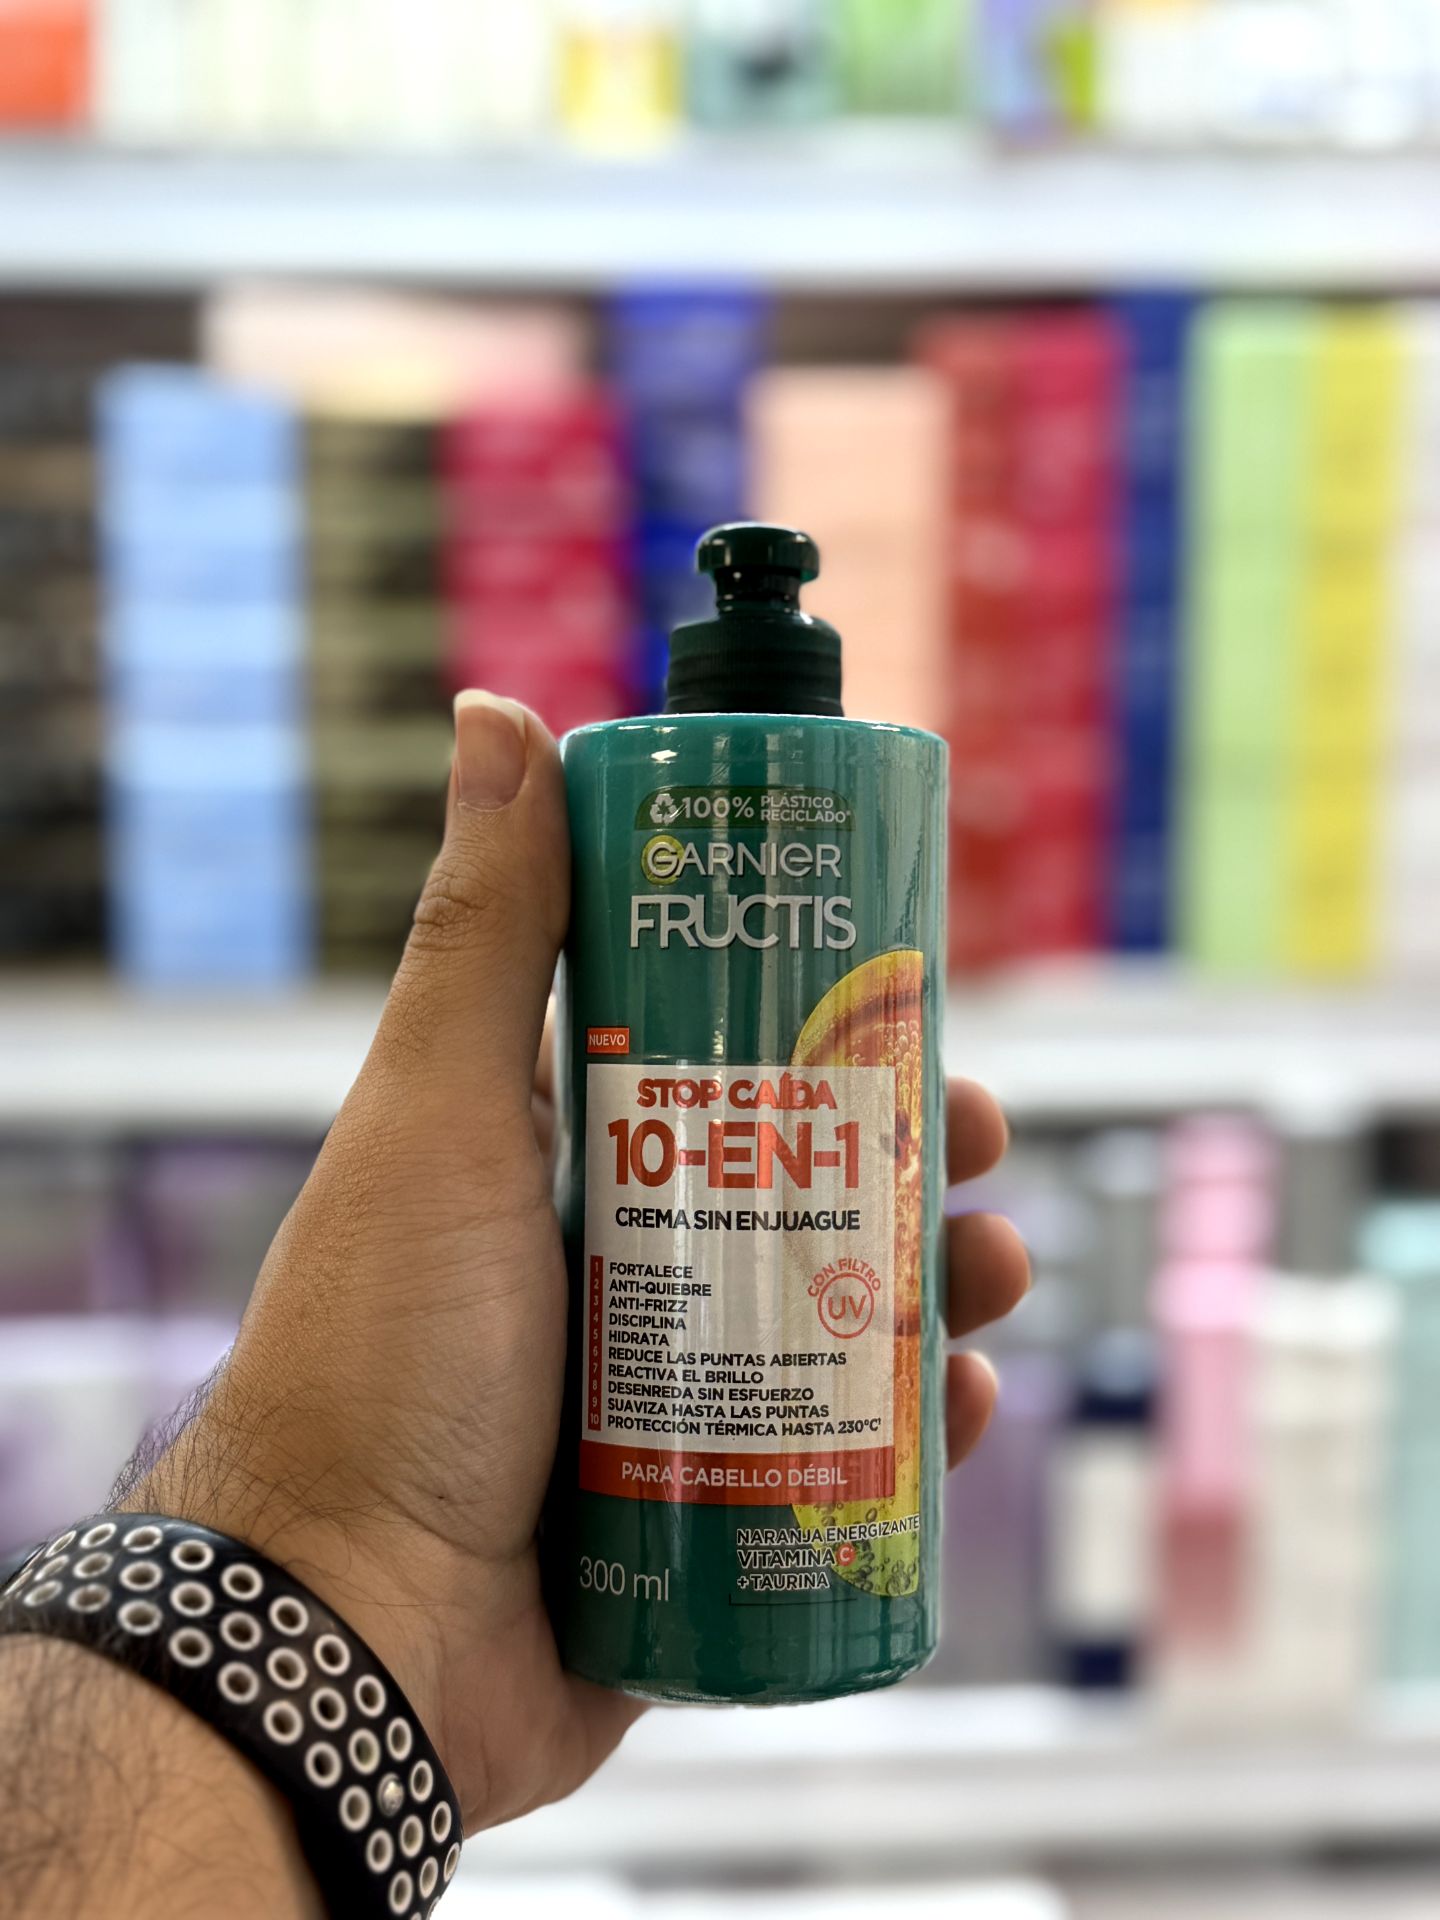 100% PLÁSTICO
RECICLADO*
GARNIER
FRUCTIS
NUEVO
STOP CAÍDA
10-EN-1
CREMA SIN ENJUAGUE
CON FILTRO
UV
1 FORTALECE
2 ANTI-QUIEBRE
3 ANTI-FRIZZ
4 DISCIPLINA
5 HIDRATA
6 REDUCE LAS PUNTAS ABIERTAS
7 REACTIVA EL BRILLO
8 DESENREDA SIN ESFUERZO
9 SUAVIZA HASTA LAS PUNTAS
10 PROTECCIÓN TÉRMICA HASTA 230°C¹
PARA CABELLO DÉBIL
NARANJA ENERGIZANTE
VITAMINA C
+ TAURINA
300 ml